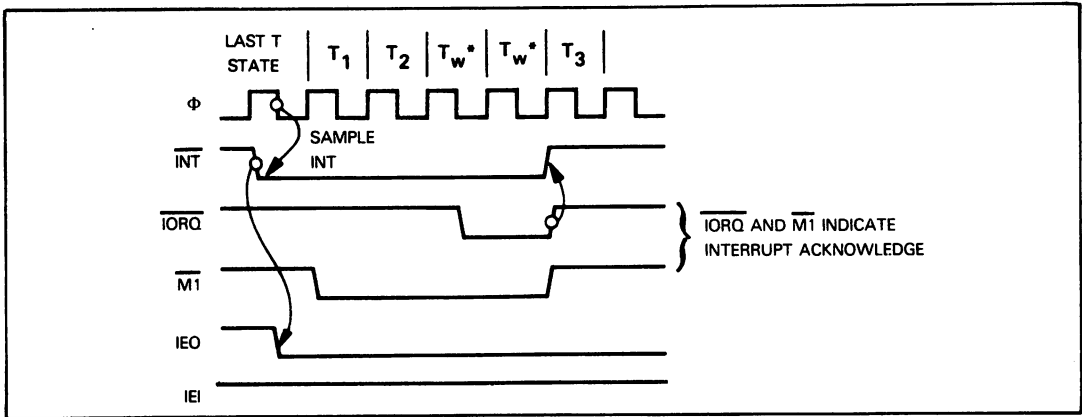 LAST T
STATE
T1 T2 Tw* Tw* T3
Φ
SAMPLE
INT
INT
IORQ
IORQ AND M1 INDICATE
INTERRUPT ACKNOWLEDGE
M1
IEO
IEI